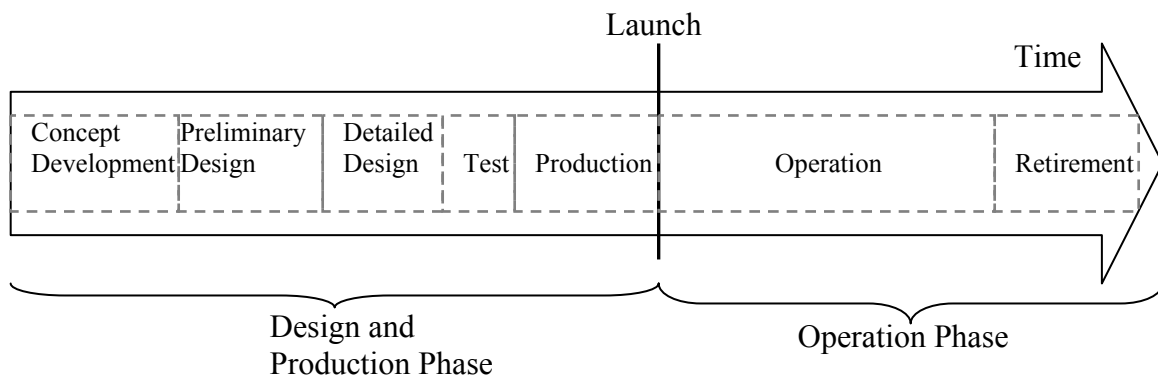 Launch
Time
Concept
Development
Preliminary
Design
Detailed
Design
Test
Production
Operation
Retirement
Design and
Production Phase
Operation Phase